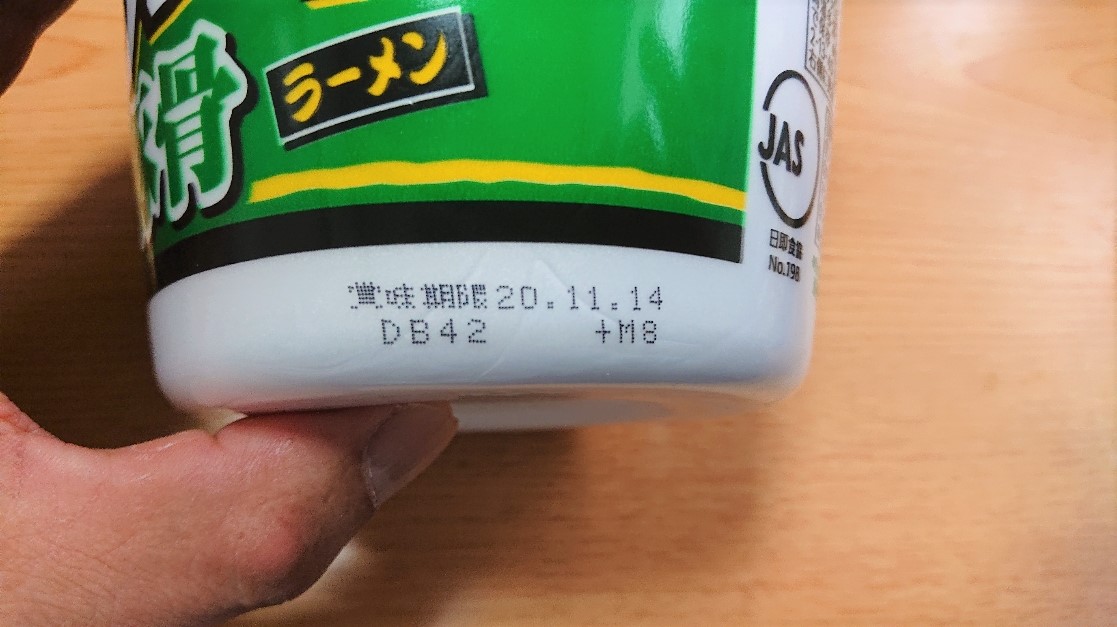 骨
ラーメン
JAS
日即食協
No.198
賞味期限20.11.14
DB42 +M8